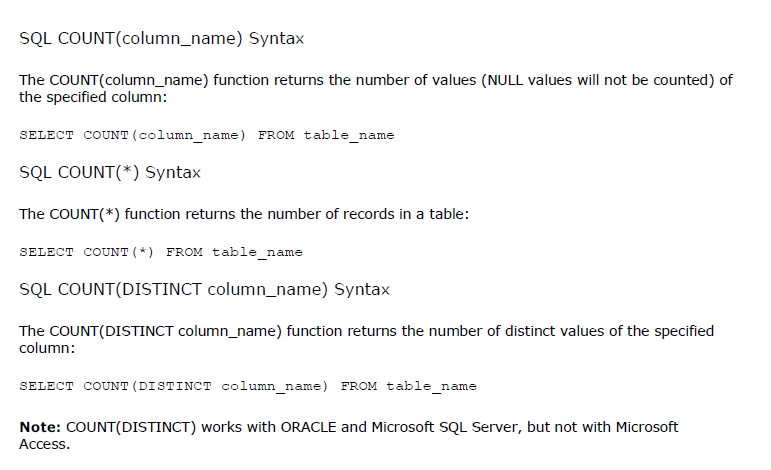 SQL COUNT(column_name) Syntax
The COUNT(column_name) function returns the number of values (NULL values will not be counted) of
the specified column:
SELECT COUNT(column_name) FROM table_name
SQL COUNT(*) Syntax
The COUNT(*) function returns the number of records in a table:
SELECT COUNT(*) FROM table_name
SQL COUNT(DISTINCT column_name) Syntax
The COUNT(DISTINCT column_name) function returns the number of distinct values of the specified
column:
SELECT COUNT(DISTINCT column_name) FROM table_name
Note: COUNT(DISTINCT) works with ORACLE and Microsoft SQL Server, but not with Microsoft
Access.